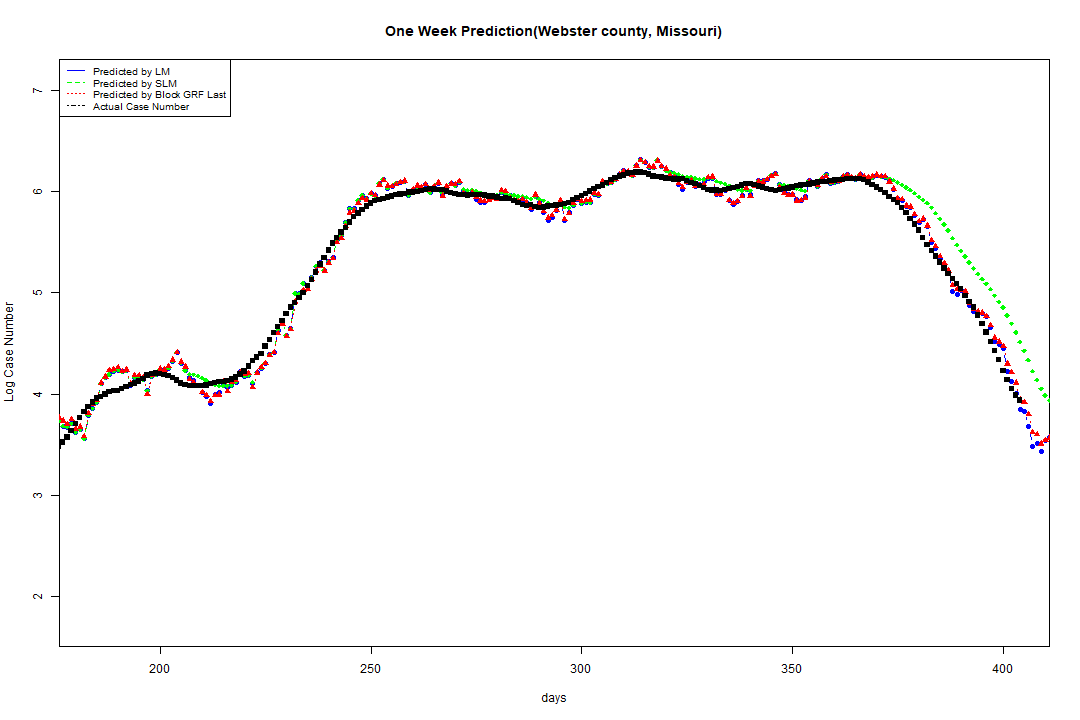 One Week Prediction(Webster county, Missouri)
Predicted by LM
Predicted by SLM
Predicted by Block GRF Last
Actual Case Number
7
6
5
4
3
2
Log Case Number
200 250 300 350 400
days